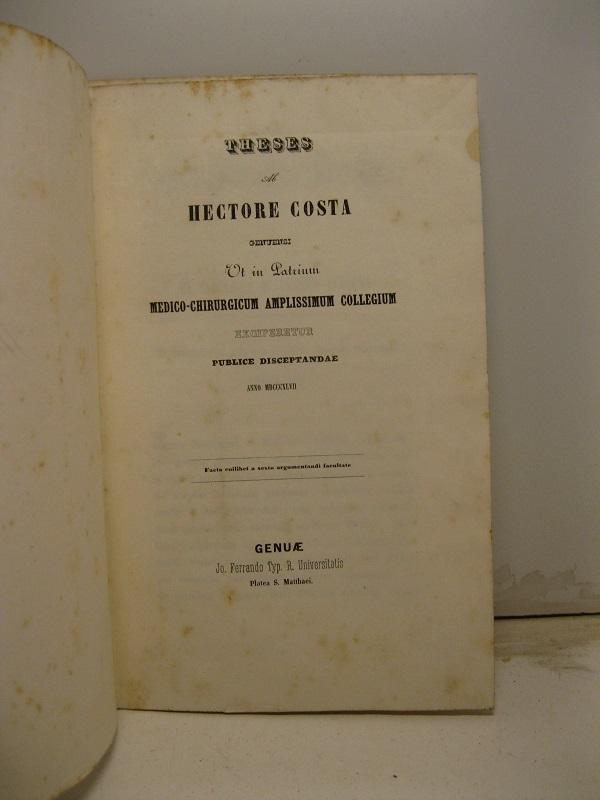 THESES
Ab
HECTORE COSTA
GENUENSI
Ut in Patrium
MEDICO-CHIRURGICUM AMPLISSIMUM COLLEGIUM
EXCIPERETUR
PUBLICE DISCEPTANDAE
ANNO MDCCCXLVII
Facta cuilibet a sexto argumentandi facultate
GENUÆ
Jo. Ferrando Typ. R. Universitatis
Platea S. Matthaei.